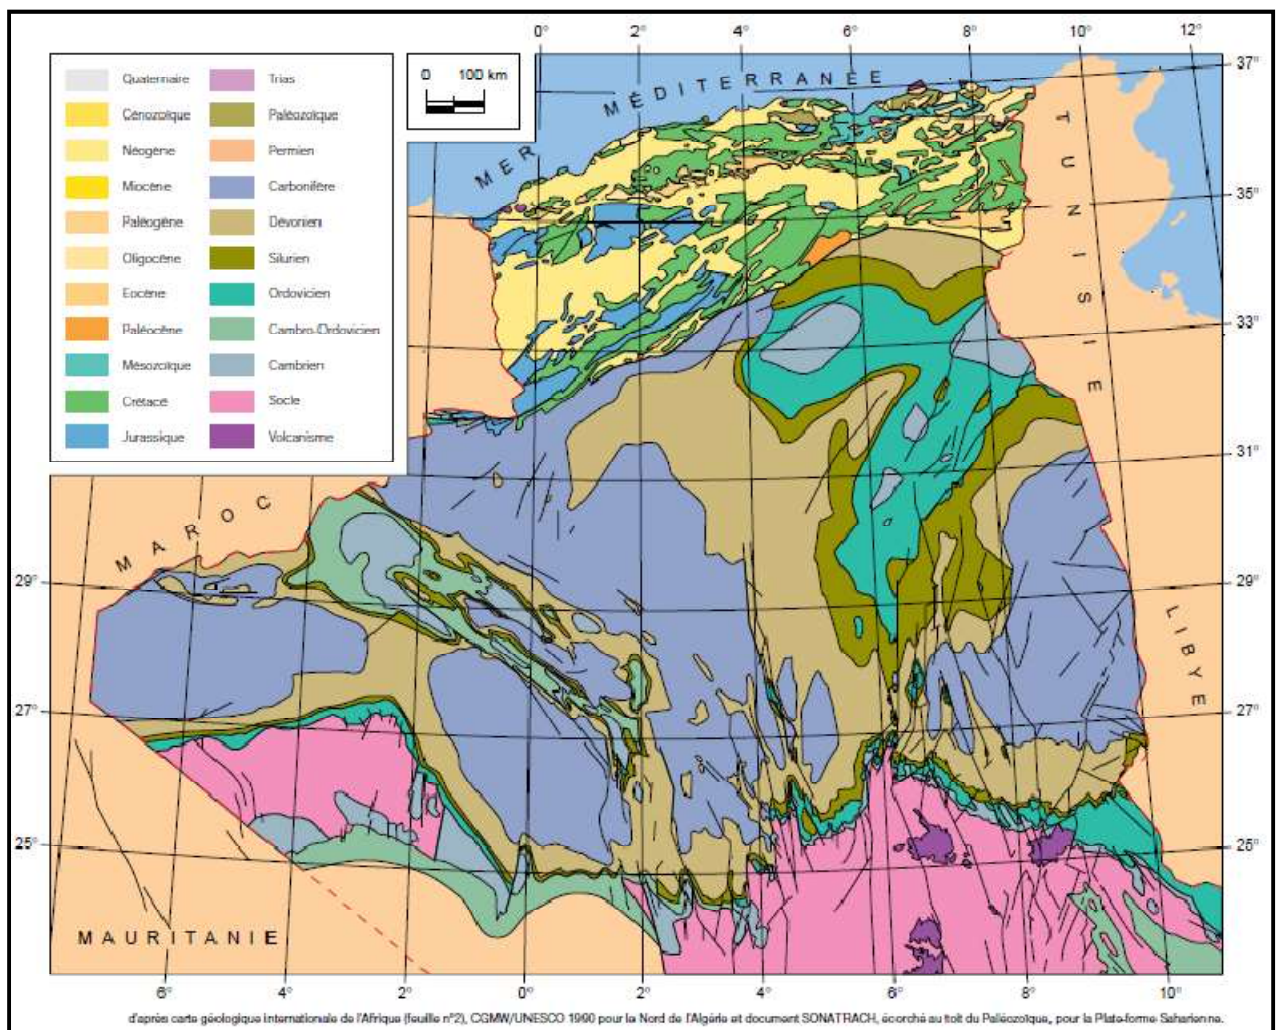 0° 2° 4° 6° 8° 10° 12°
37°
35°
33°
31°
29°
27°
25°
0 100 km
MER MÉDITERRANÉE
TUNISIE
LIBYE
MAROC
MAURITANIE
Quaternaire
Cénozoïque
Néogène
Miocène
Paléogène
Oligocène
Eocène
Paléocène
Mésozoïque
Crétacé
Jurassique
Trias
Paléozoïque
Permien
Carbonifère
Dévonien
Silurien
Ordovicien
Cambro-Ordovicien
Cambrien
Socle
Volcanisme
29°
27°
25°
6° 4° 2° 0° 2° 4° 6° 8° 10°
d'après carte géologique internationale de l'Afrique (feuille n°2), CGMW/UNESCO 1990 pour le Nord de l'Algérie et document SONATRACH, écorché au toit du Paléozoïque, pour la Plate-forme Saharienne.